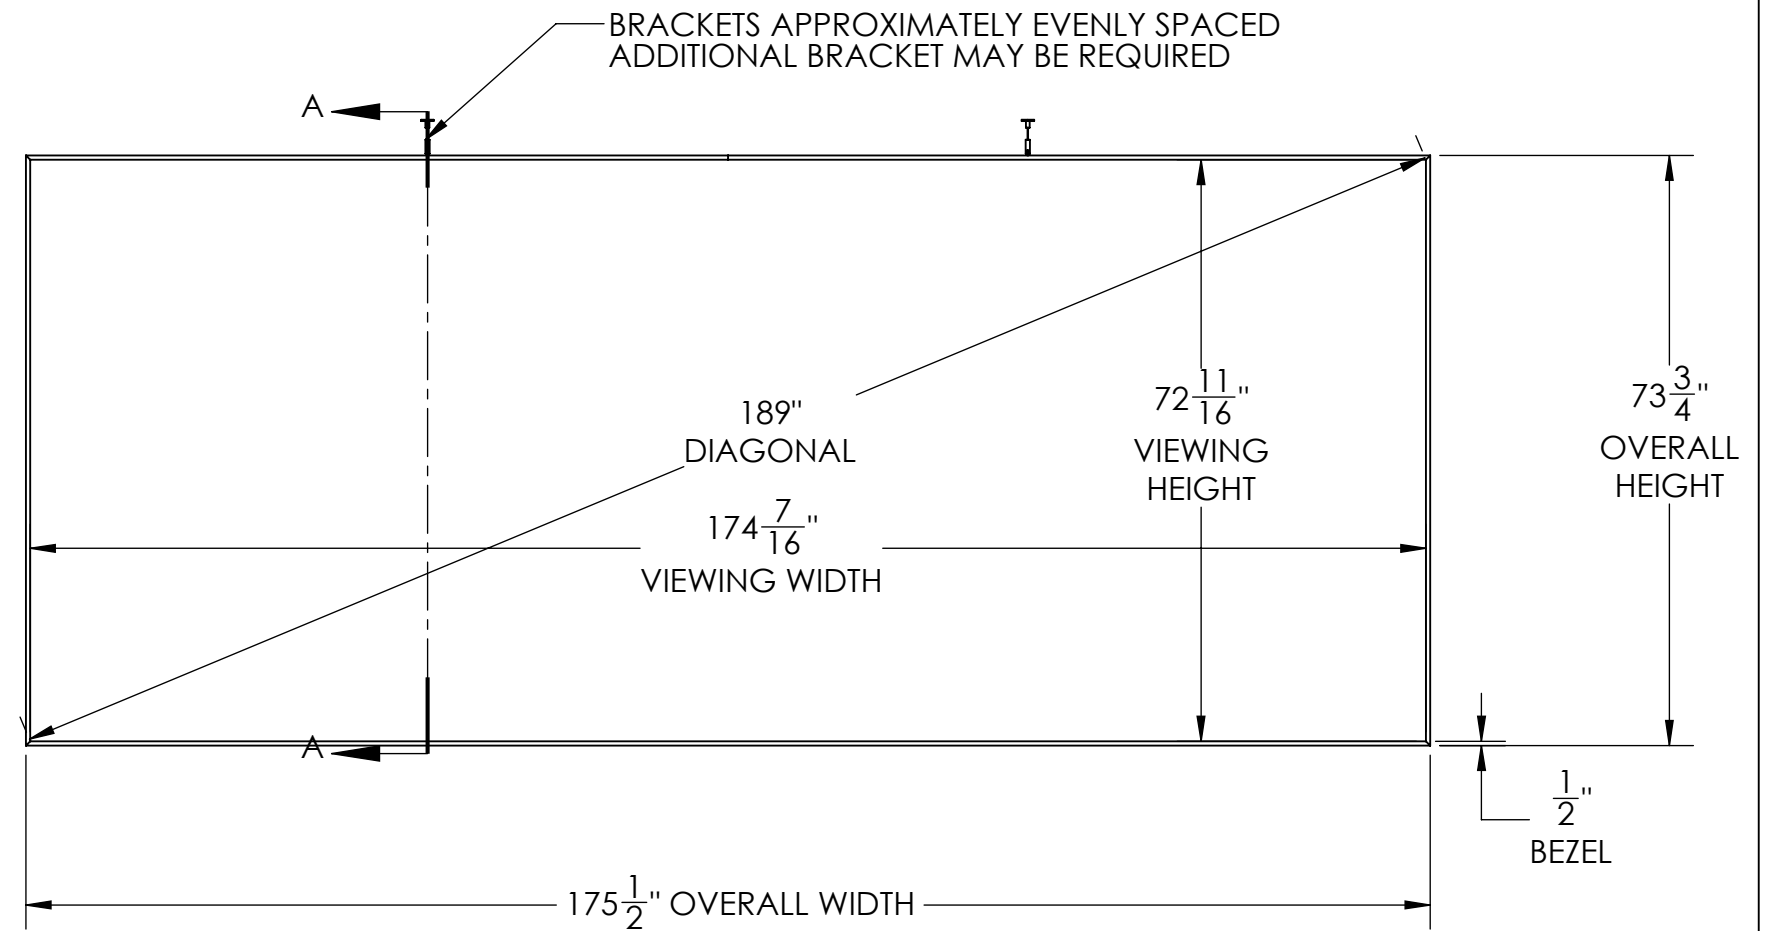 BRACKETS APPROXIMATELY EVENLY SPACED
ADDITIONAL BRACKET MAY BE REQUIRED
A
189"
DIAGONAL
174 7/16"
VIEWING WIDTH
72 11/16"
VIEWING
HEIGHT
73 3/4"
OVERALL
HEIGHT
A
1/2"
BEZEL
175 1/2" OVERALL WIDTH